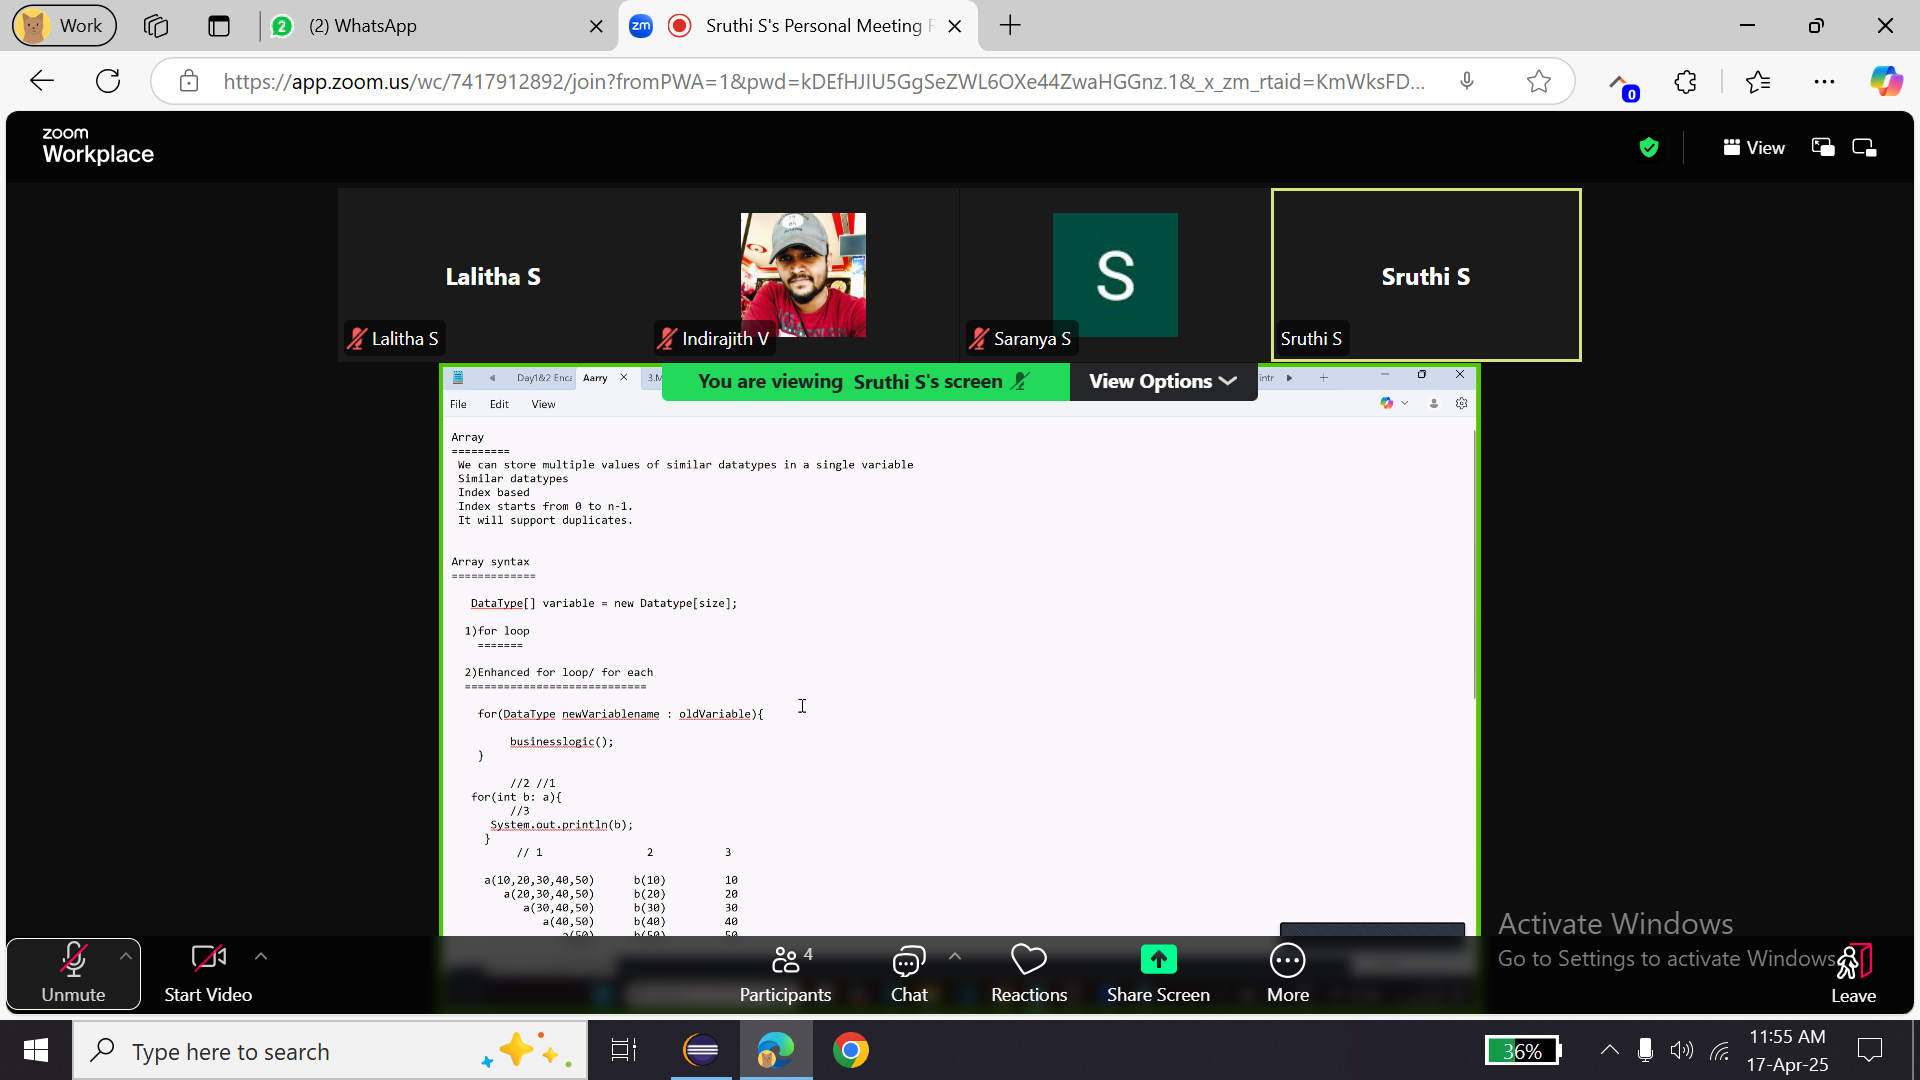 Work
(2) WhatsApp
zm
Sruthi S's Personal Meeting
https://app.zoom.us/wc/7417912892/join?fromPWA=1&pwd=kDEfHJIU5GgSeZWL6OXe44ZwaHGGnz.1&_x_zm_rtaid=KmWksFD...
0
zoom
Workplace
View
Lalitha S
S
Sruthi S
Lalitha S
Indirajith V
Saranya S
Sruthi S
Day1&2 Enca
Aarry
3.M
You are viewing Sruthi S's screen
View Options
intr
File
Edit
View
Array
=========
We can store multiple values of similar datatypes in a single variable
Similar datatypes
Index based
Index starts from 0 to n-1.
It will support duplicates.
Array syntax
=============
DataType[] variable = new Datatype[size];
1)for loop
=======
2)Enhanced for loop/ for each
============================
for(DataType newVariablename : oldVariable){
businesslogic();
}
//2 //1
for(int b: a){
//3
System.out.println(b);
}
// 1 2 3
a(10,20,30,40,50) b(10) 10
a(20,30,40,50) b(20) 20
a(30,40,50) b(30) 30
a(40,50) b(40) 40
a(50) b(50) 50
Activate Windows
Go to Settings to activate Windows.
Unmute
Start Video
4
Participants
Chat
Reactions
Share Screen
More
Leave
Type here to search
36%
11:55 AM
17-Apr-25